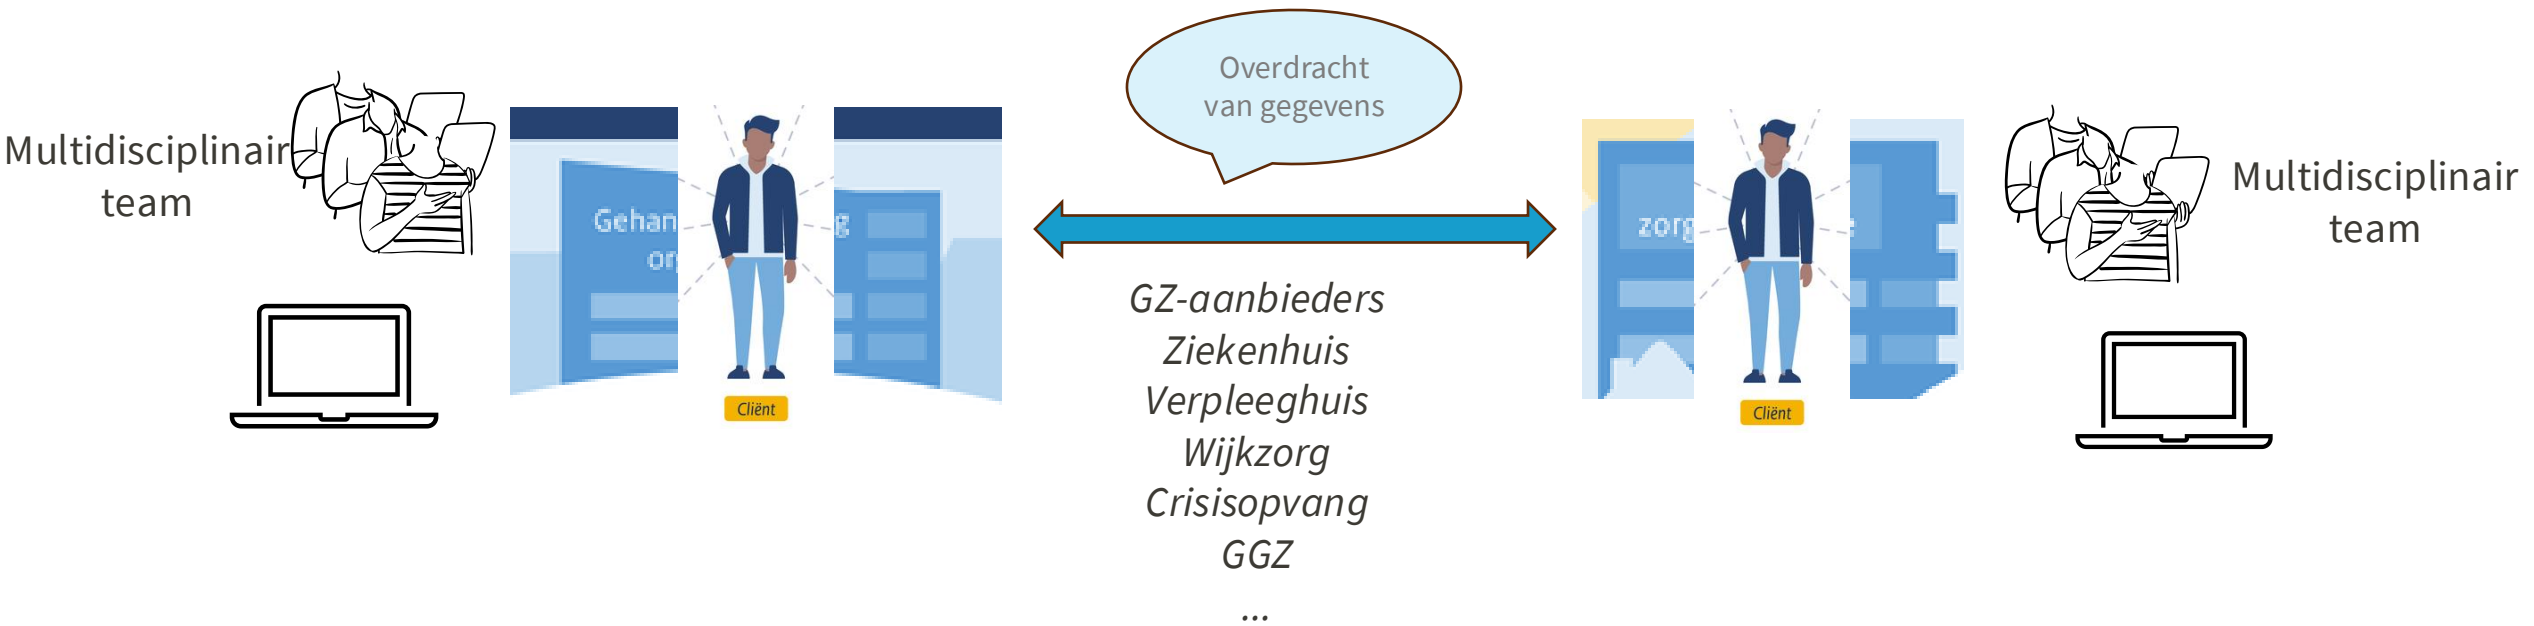 Multidisciplinair
team
Cliënt
Overdracht
van gegevens
GZ-aanbieders
Ziekenhuis
Verpleeghuis
Wijkzorg
Crisisopvang
GGZ
...
Cliënt
Multidisciplinair
team